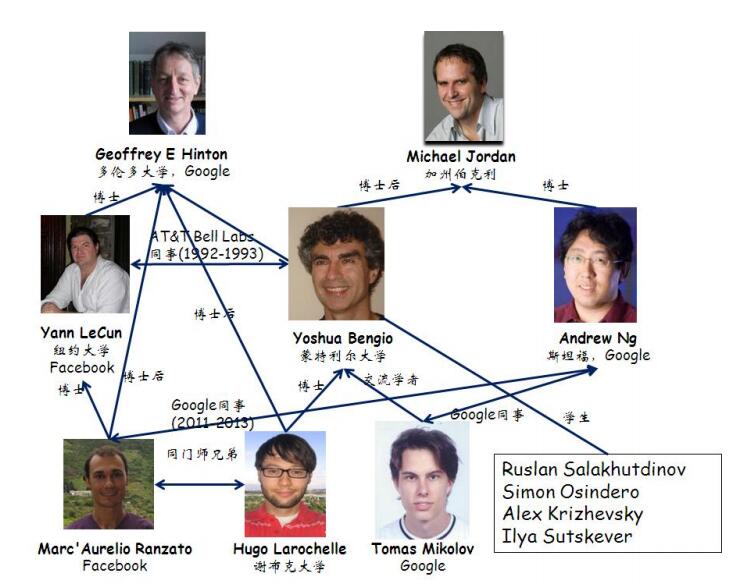 Geoffrey E Hinton
多伦多大学, Google
Michael Jordan
加州伯克利
博士
博士后
博士
AT&T Bell Labs
同事(1992-1993)
Yann LeCun
纽约大学
Facebook
Yoshua Bengio
蒙特利尔大学
Andrew Ng
斯坦福, Google
博士后
博士
博士后
博士
交流学者
Google同事
(2011-2013)
Google同事
学生
同门师兄弟
Ruslan Salakhutdinov
Simon Osindero
Alex Krizhevsky
Ilya Sutskever
Marc'Aurelio Ranzato
Facebook
Hugo Larochelle
谢布克大学
Tomas Mikolov
Google